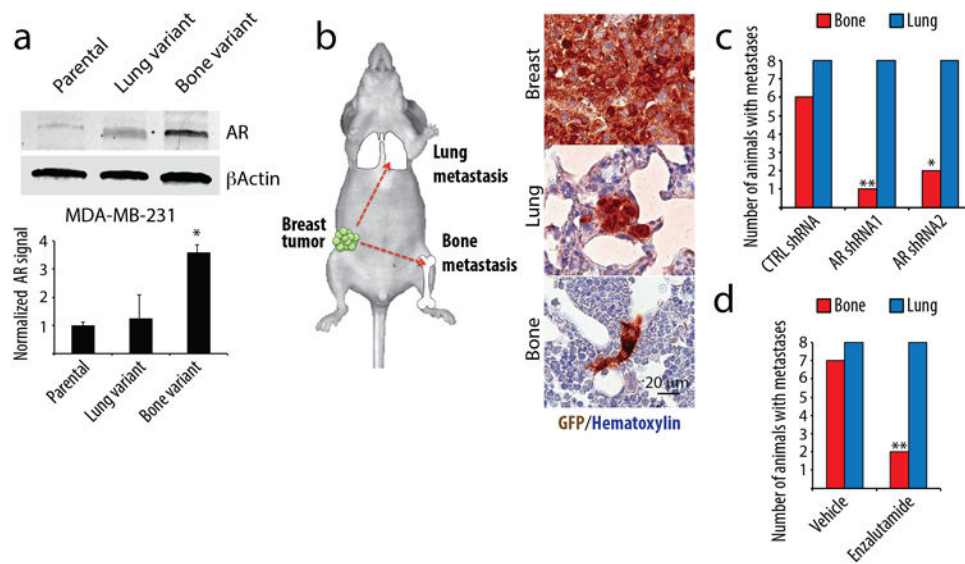 a
Parental
Lung variant
Bone variant
AR
βActin
MDA-MB-231
Normalized AR signal
4
3
2
1
*
Parental
Lung variant
Bone variant
b
Lung
metastasis
Breast
tumor
Bone
metastasis
Breast
Lung
Bone
20 µm
GFP/Hematoxylin
c
Bone
Lung
Number of animals with metastases
8
7
6
5
4
3
2
1
**
*
CTRL shRNA
AR shRNA1
AR shRNA2
d
Bone
Lung
Number of animals with metastases
8
7
6
5
4
3
2
1
**
Vehicle
Enzalutamide